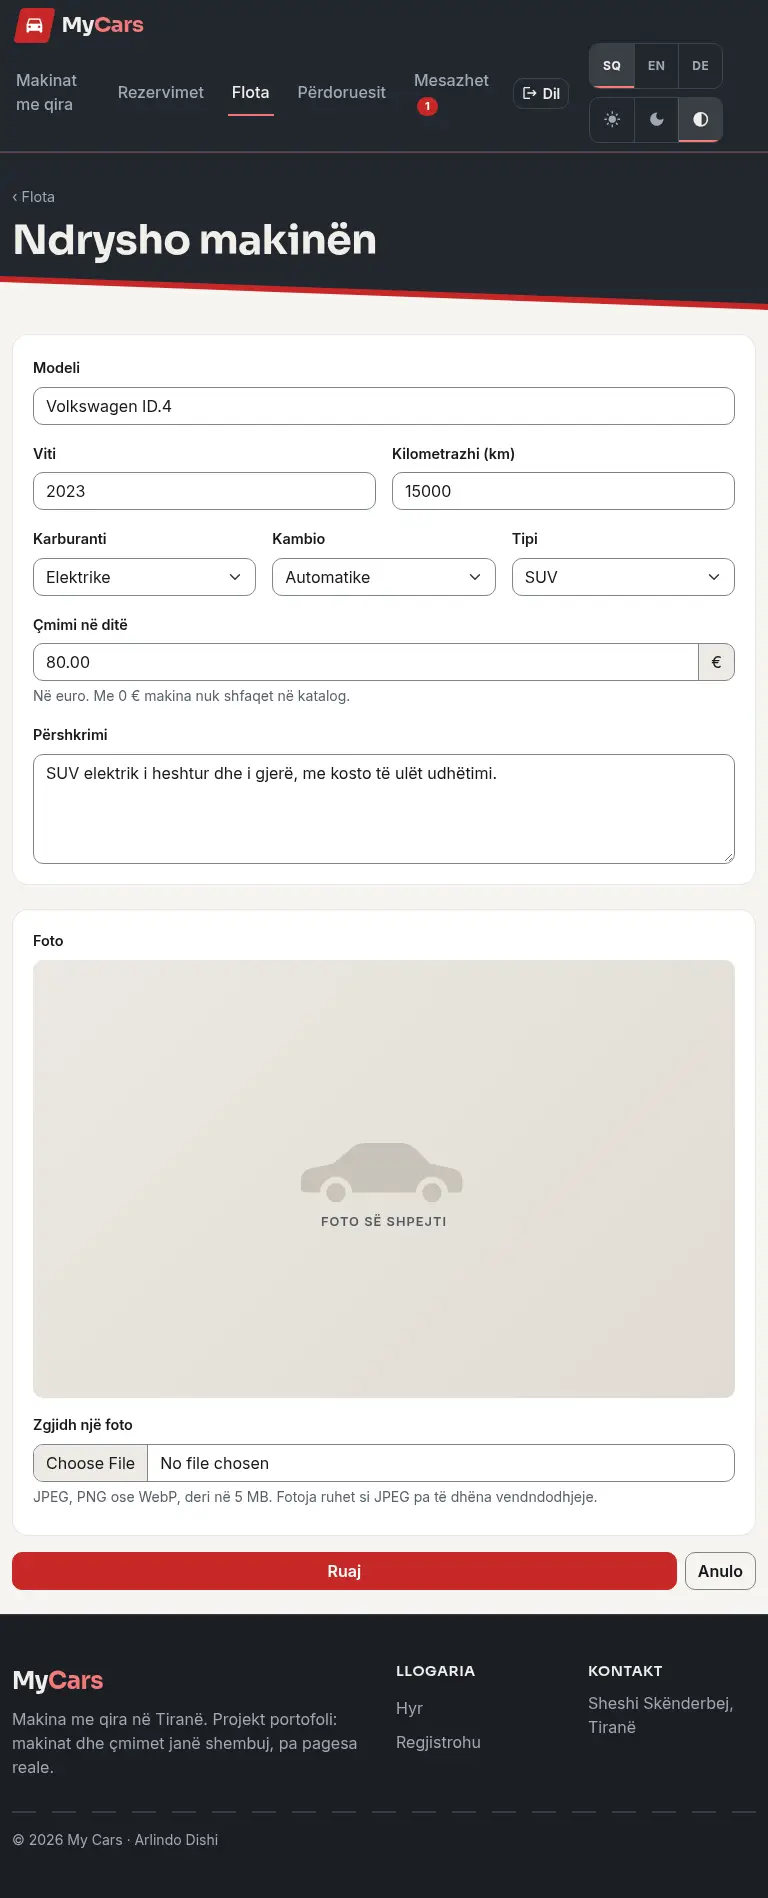 MyCars
Makinat
me qira
Rezervimet
Flota
Përdoruesit
Mesazhet
1
Dil
SQ
EN
DE
‹ Flota
Ndrysho makinën
Modeli
Volkswagen ID.4
Viti
Kilometrazhi (km)
2023
15000
Karburanti
Kambio
Tipi
Elektrike
Automatike
SUV
Çmimi në ditë
80.00
€
Në euro. Me 0 € makina nuk shfaqet në katalog.
Përshkrimi
SUV elektrik i heshtur dhe i gjerë, me kosto të ulët udhëtimi.
Foto
FOTO SË SHPEJTI
Zgjidh një foto
Choose File
No file chosen
JPEG, PNG ose WebP, deri në 5 MB. Fotoja ruhet si JPEG pa të dhëna vendndodhjeje.
Ruaj
Anulo
MyCars
Makina me qira në Tiranë. Projekt portofoli:
makinat dhe çmimet janë shembuj, pa pagesa
reale.
LLOGARIA
Hyr
Regjistrohu
KONTAKT
Sheshi Skënderbej,
Tiranë
© 2026 My Cars · Arlindo Dishi